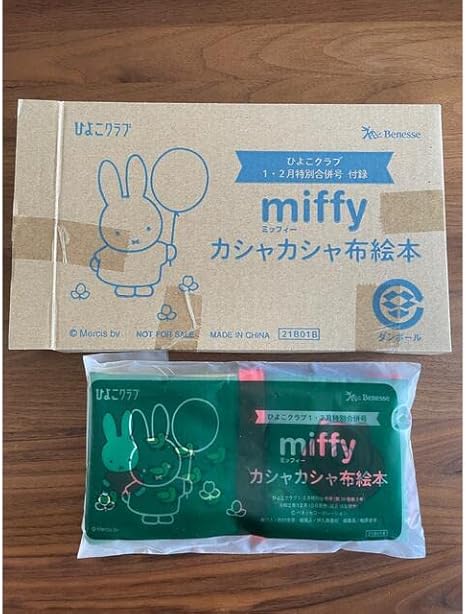 ひよこクラブ
Benesse
ひよこクラブ
1・2月特別合併号 付録
miffy
ミッフィー
カシャカシャ布絵本
© Mercis bv
NOT FOR SALE
MADE IN CHINA
21B01B
ダンボール
ひよこクラブ
Benesse
ひよこクラブ1・2月特別合併号
miffy
ミッフィー
カシャカシャ布絵本
© Mercis bv
21B01B